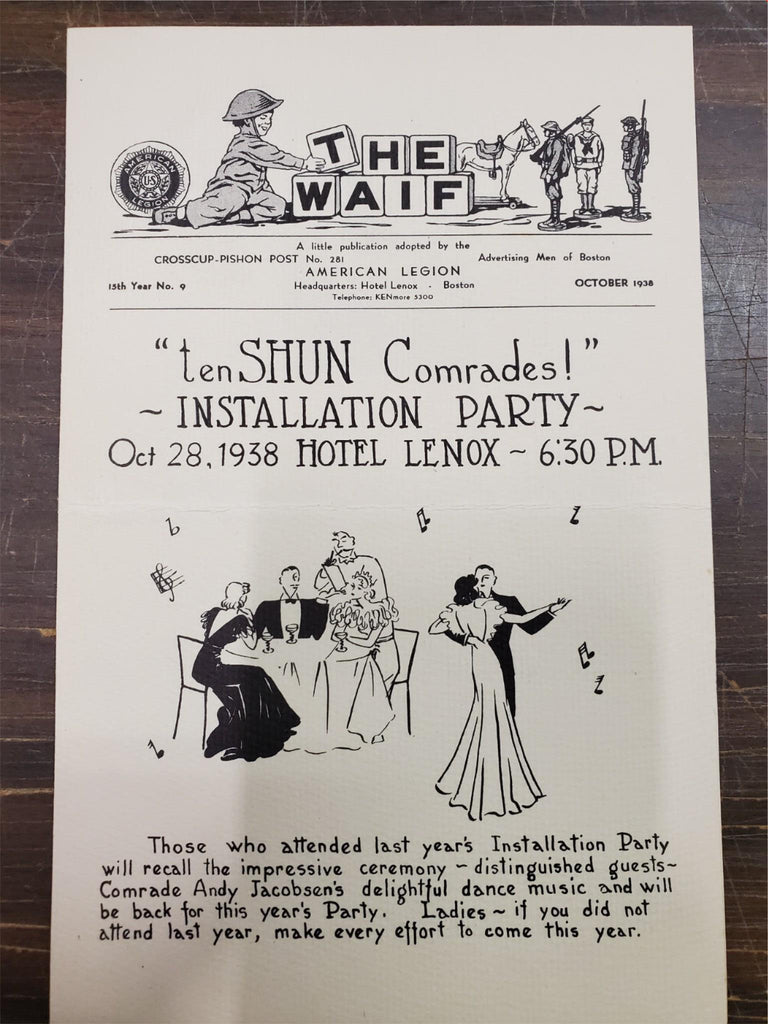 AMERICAN
U.S.
LEGION
THE
WAIF
A little publication adopted by the
CROSSCUP-PISHON POST No. 281 Advertising Men of Boston
AMERICAN LEGION
15th Year No. 9 Headquarters: Hotel Lenox - Boston OCTOBER 1938
Telephone: KENmore 5300
"tenSHUN Comrades!"
~ INSTALLATION PARTY ~
Oct 28, 1938 HOTEL LENOX ~ 6:30 P.M.
Those who attended last year's Installation Party
will recall the impressive ceremony ~ distinguished guests ~
Comrade Andy Jacobsen's delightful dance music and will
be back for this year's Party. Ladies ~ if you did not
attend last year, make every effort to come this year.